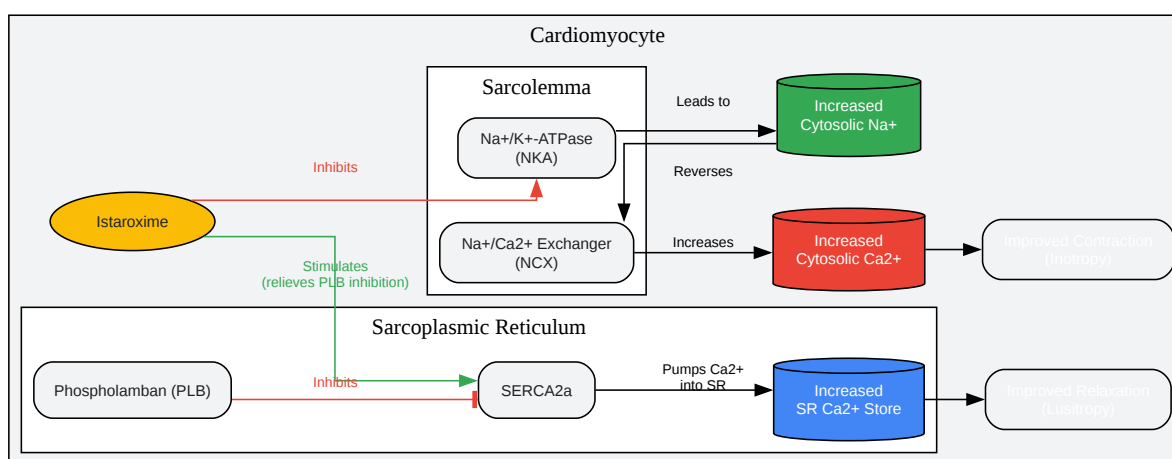 Cardiomyocyte
Sarcolemma
Leads to
Increased
Cytosolic Na+
Na+/K+-ATPase
(NKA)
Inhibits
Reverses
Istaroxime
Na+/Ca2+ Exchanger
(NCX)
Increases
Increased
Cytosolic Ca2+
Improved Contraction
(Inotropy)
Stimulates
(relieves PLB inhibition)
Sarcoplasmic Reticulum
Phospholamban (PLB)
Inhibits
SERCA2a
Pumps Ca2+
into SR
Increased
SR Ca2+ Store
Improved Relaxation
(Lusitropy)